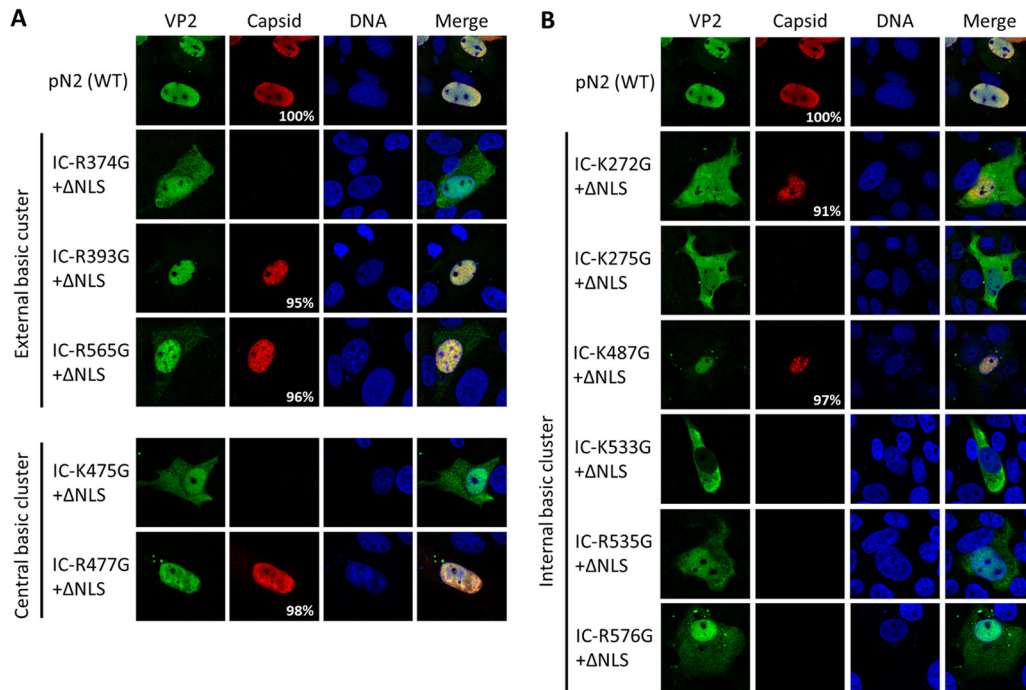 A
VP2 Capsid DNA Merge
pN2 (WT)
100%
External basic custer
IC-R374G
+ΔNLS
IC-R393G
+ΔNLS
95%
IC-R565G
+ΔNLS
96%
Central basic cluster
IC-K475G
+ΔNLS
IC-R477G
+ΔNLS
98%
B
VP2 Capsid DNA Merge
pN2 (WT)
100%
Internal basic cluster
IC-K272G
+ΔNLS
91%
IC-K275G
+ΔNLS
IC-K487G
+ΔNLS
97%
IC-K533G
+ΔNLS
IC-R535G
+ΔNLS
IC-R576G
+ΔNLS